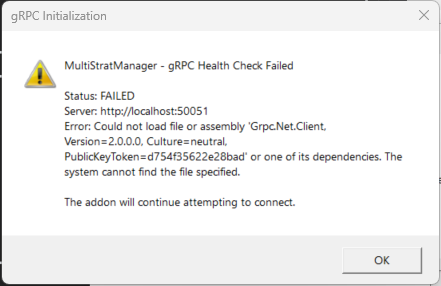 gRPC Initialization
MultiStratManager - gRPC Health Check Failed
Status: FAILED
Server: http://localhost:50051
Error: Could not load file or assembly 'Grpc.Net.Client,
Version=2.0.0.0, Culture=neutral,
PublicKeyToken=d754f35622e28bad' or one of its dependencies. The
system cannot find the file specified.
The addon will continue attempting to connect.
OK